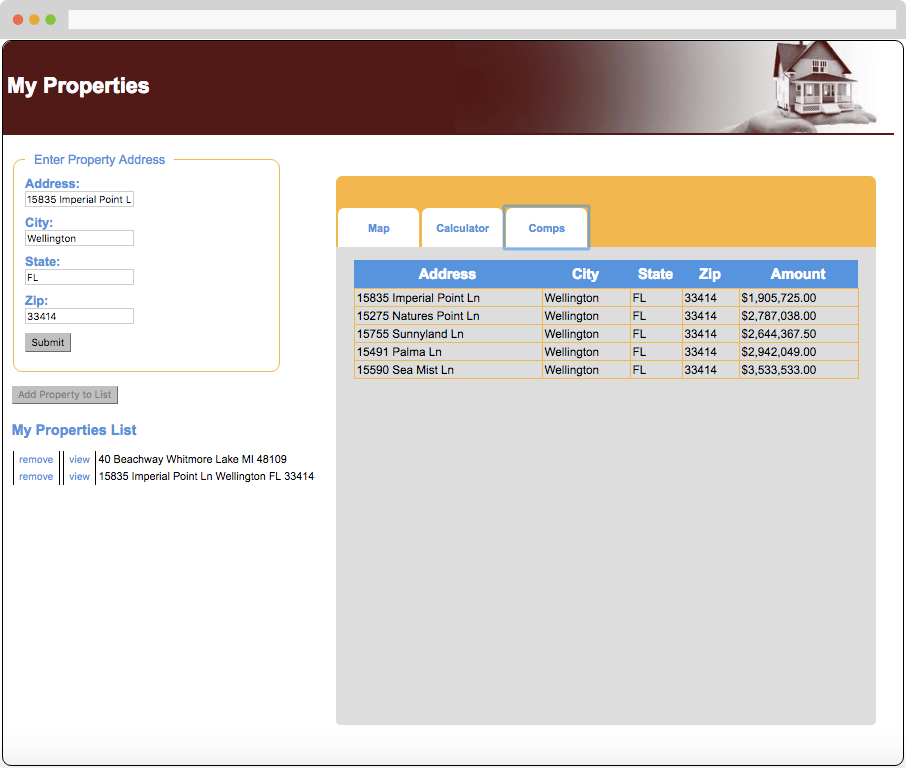 My Properties
Enter Property Address
Address:
15835 Imperial Point L
City:
Wellington
State:
FL
Zip:
33414
Submit
Add Property to List
My Properties List
remove view 40 Beachway Whitmore Lake MI 48109
remove view 15835 Imperial Point Ln Wellington FL 33414
Map Calculator Comps
Address City State Zip Amount
15835 Imperial Point Ln Wellington FL 33414 $1,905,725.00
15275 Natures Point Ln Wellington FL 33414 $2,787,038.00
15755 Sunnyland Ln Wellington FL 33414 $2,644,367.50
15491 Palma Ln Wellington FL 33414 $2,942,049.00
15590 Sea Mist Ln Wellington FL 33414 $3,533,533.00